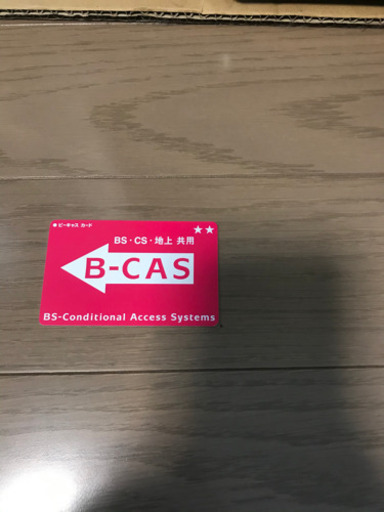 ● ビーキャス カード ★★
BS・CS・地上 共用
B-CAS
BS-Conditional Access Systems